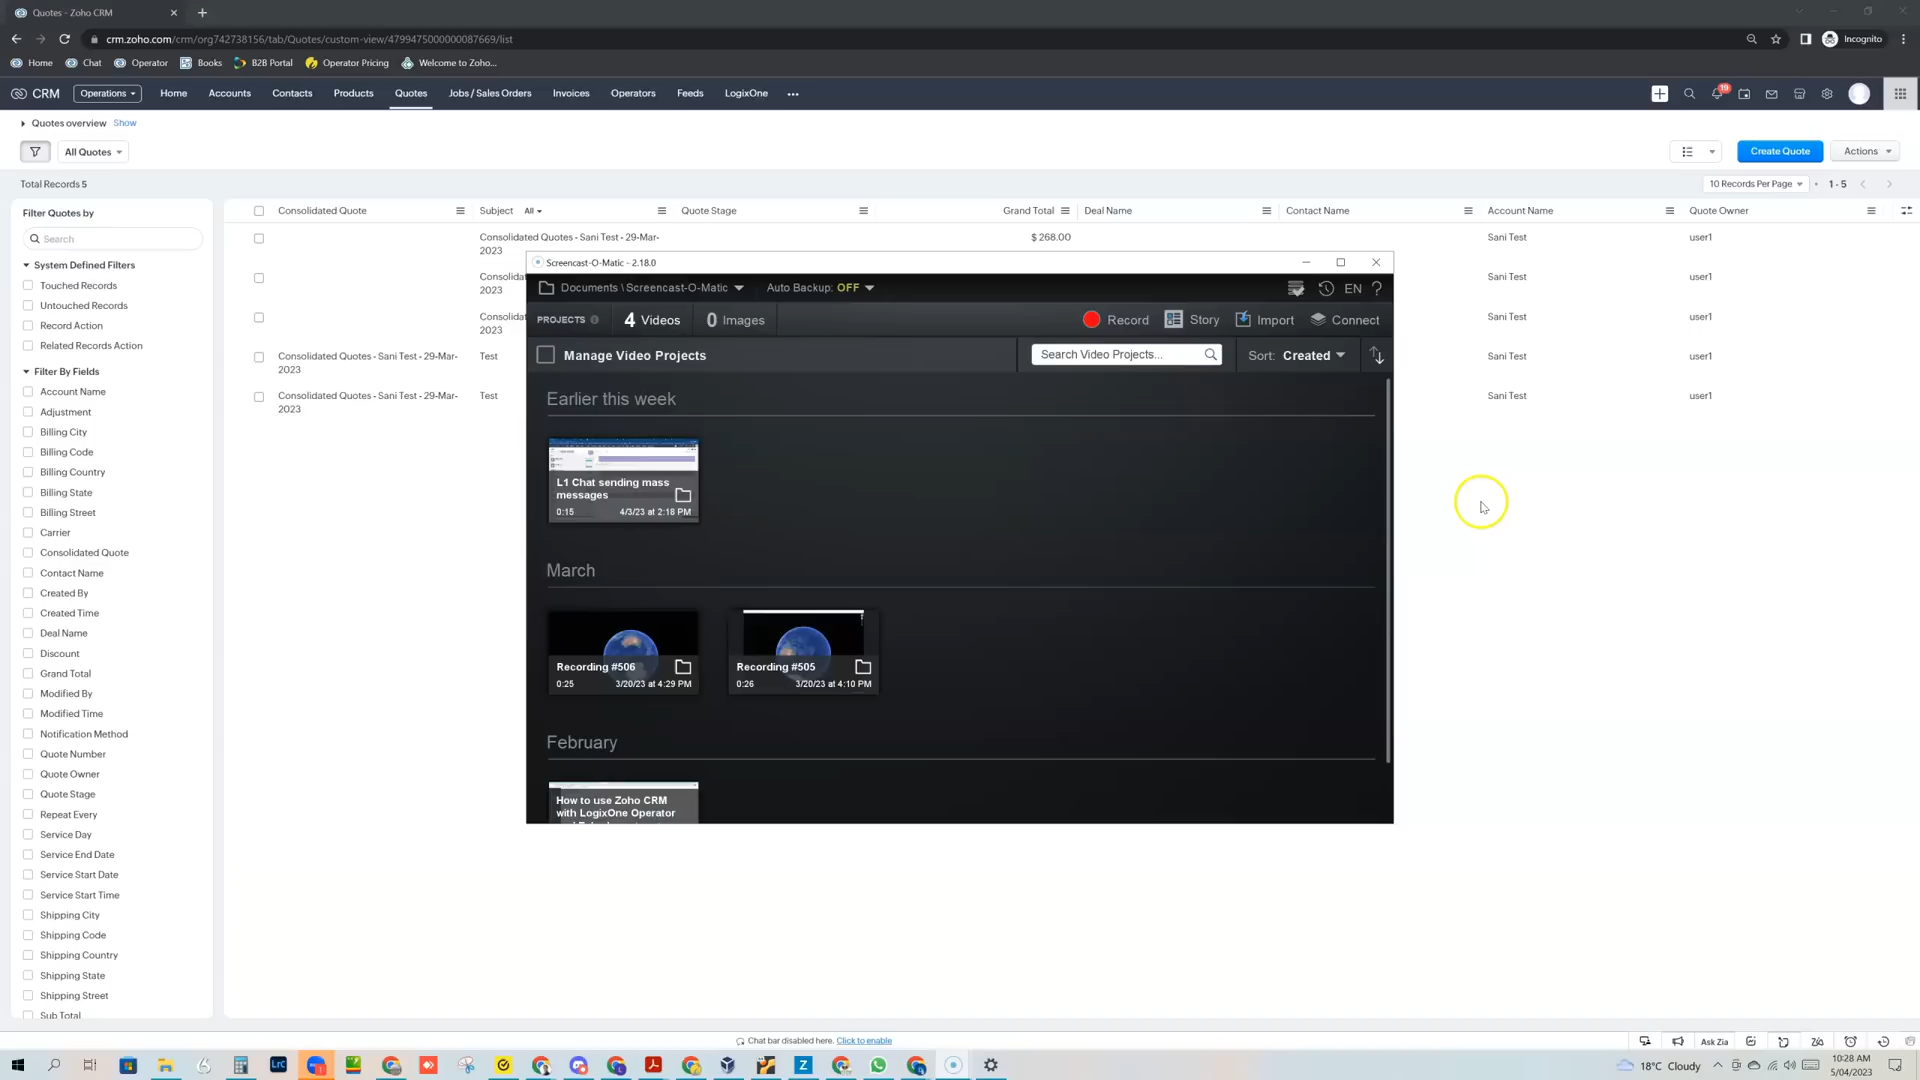 Quotes - Zoho CRM
crm.zoho.com/crm/org742738156/tab/Quotes/custom-view/4799475000000087669/list
Incognito
Home Chat Operator Books B2B Portal Operator Pricing Welcome to Zoho...
CRM Operations Home Accounts Contacts Products Quotes Jobs / Sales Orders Invoices Operators Feeds LogixOne
19
Quotes overview Show
All Quotes
Create Quote Actions
Total Records 5
10 Records Per Page 1 - 5
Filter Quotes by
Search
System Defined Filters
Touched Records
Untouched Records
Record Action
Related Records Action
Filter By Fields
Account Name
Adjustment
Billing City
Billing Code
Billing Country
Billing State
Billing Street
Carrier
Consolidated Quote
Contact Name
Created By
Created Time
Deal Name
Discount
Grand Total
Modified By
Modified Time
Notification Method
Quote Number
Quote Owner
Quote Stage
Repeat Every
Service Day
Service End Date
Service Start Date
Service Start Time
Shipping City
Shipping Code
Shipping Country
Shipping State
Shipping Street
Sub Total
Consolidated Quote Subject All Quote Stage Grand Total Deal Name Contact Name Account Name Quote Owner
Consolidated Quotes - Sani Test - 29-Mar-
2023
$ 268.00 Sani Test user1
Consolida
2023
Sani Test user1
Consolida
2023
Sani Test user1
Consolidated Quotes - Sani Test - 29-Mar-
2023
Test Sani Test user1
Consolidated Quotes - Sani Test - 29-Mar-
2023
Test Sani Test user1
Screencast-O-Matic - 2.18.0
Documents \ Screencast-O-Matic Auto Backup: OFF EN ?
PROJECTS 4 Videos 0 Images Record Story Import Connect
Manage Video Projects Search Video Projects... Sort: Created
Earlier this week
L1 Chat sending mass
messages
0:15 4/3/23 at 2:18 PM
March
Recording #506
0:25 3/20/23 at 4:29 PM
Recording #505
0:26 3/20/23 at 4:10 PM
February
How to use Zoho CRM
with LogixOne Operator
Chat bar disabled here. Click to enable
Ask Zia
LrC
18°C Cloudy
10:28 AM
5/04/2023